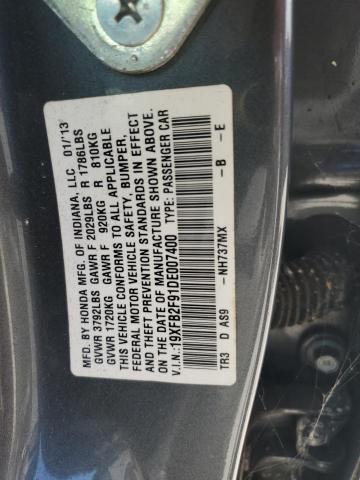 MFD. BY HONDA MFG. OF INDIANA, LLC 01/13
GVWR 3792LBS GAWR F 2029LBS R 1786LBS
GVWR 1720KG GAWR F 920KG R 810KG
THIS VEHICLE CONFORMS TO ALL APPLICABLE
FEDERAL MOTOR VEHICLE SAFETY, BUMPER,
AND THEFT PREVENTION STANDARDS IN EFFECT
ON THE DATE OF MANUFACTURE SHOWN ABOVE.
V.I.N.: 19XFB2F91DE007400 TYPE: PASSENGER CAR
TR3 D AS9 - NH737MX - B - E